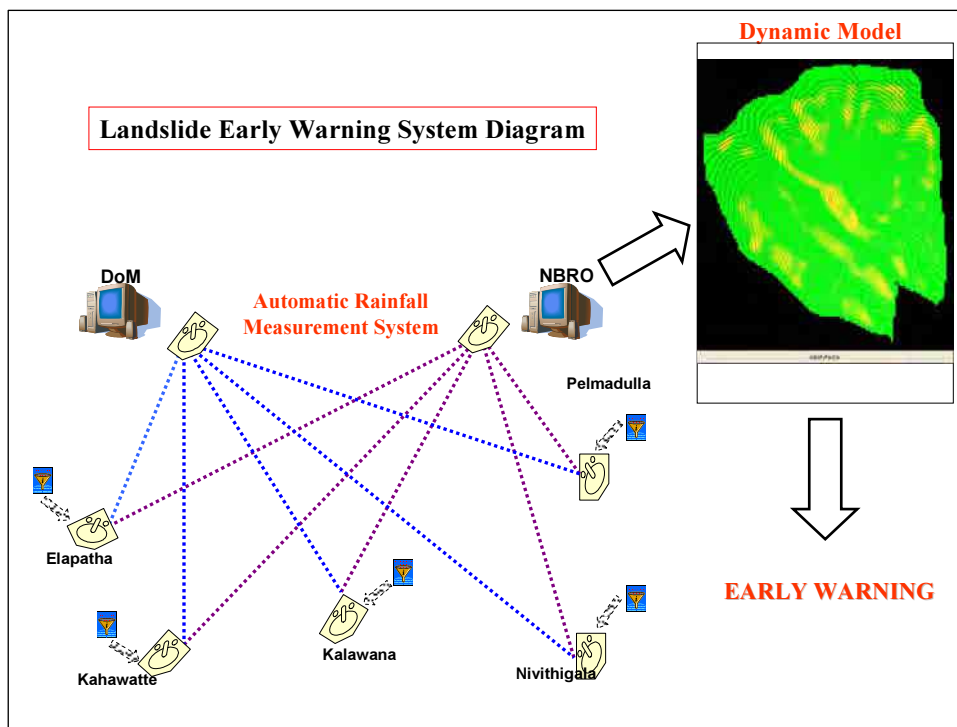 Dynamic Model
Landslide Early Warning System Diagram
DoM
NBRO
Automatic Rainfall
Measurement System
Pelmadulla
Elapatha
Kalawana
Kahawatte
Nivithigala
EARLY WARNING